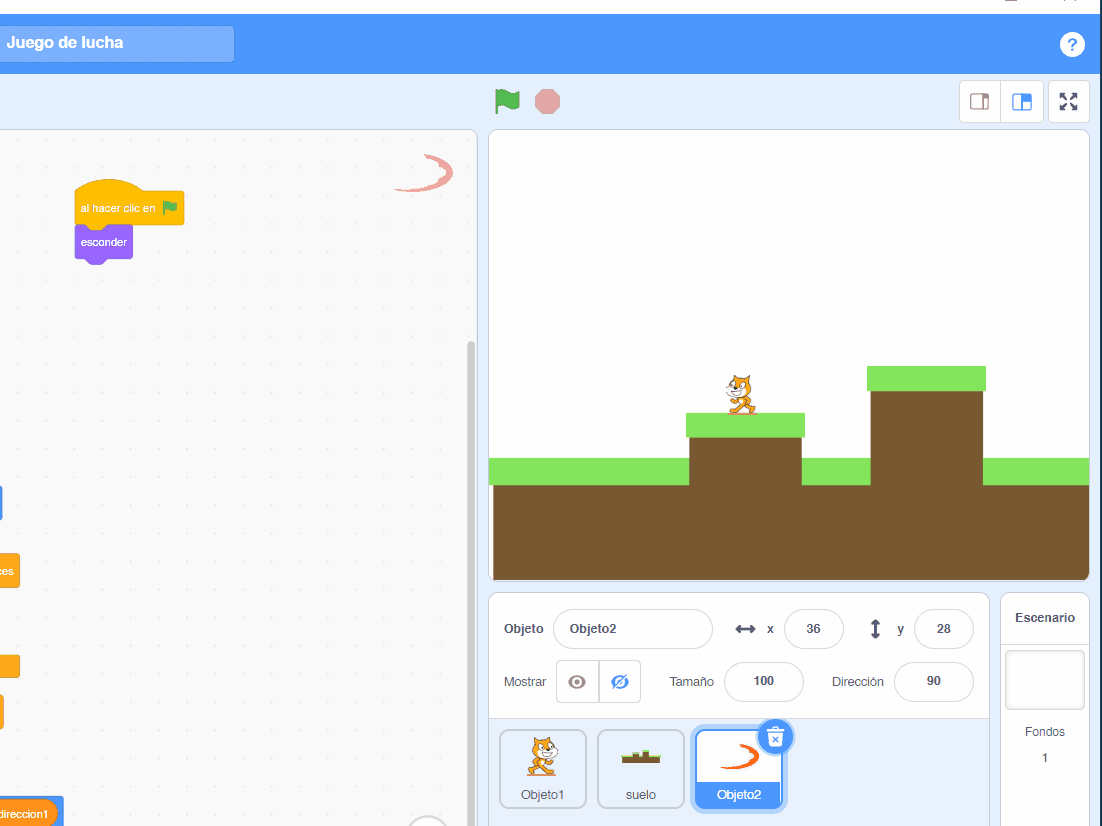 Juego de lucha
?
al hacer clic en
esconder
ces
direccion1
Objeto
Objeto2
x
36
y
28
Mostrar
Tamaño
100
Dirección
90
Objeto1
suelo
Objeto2
Escenario
Fondos
1